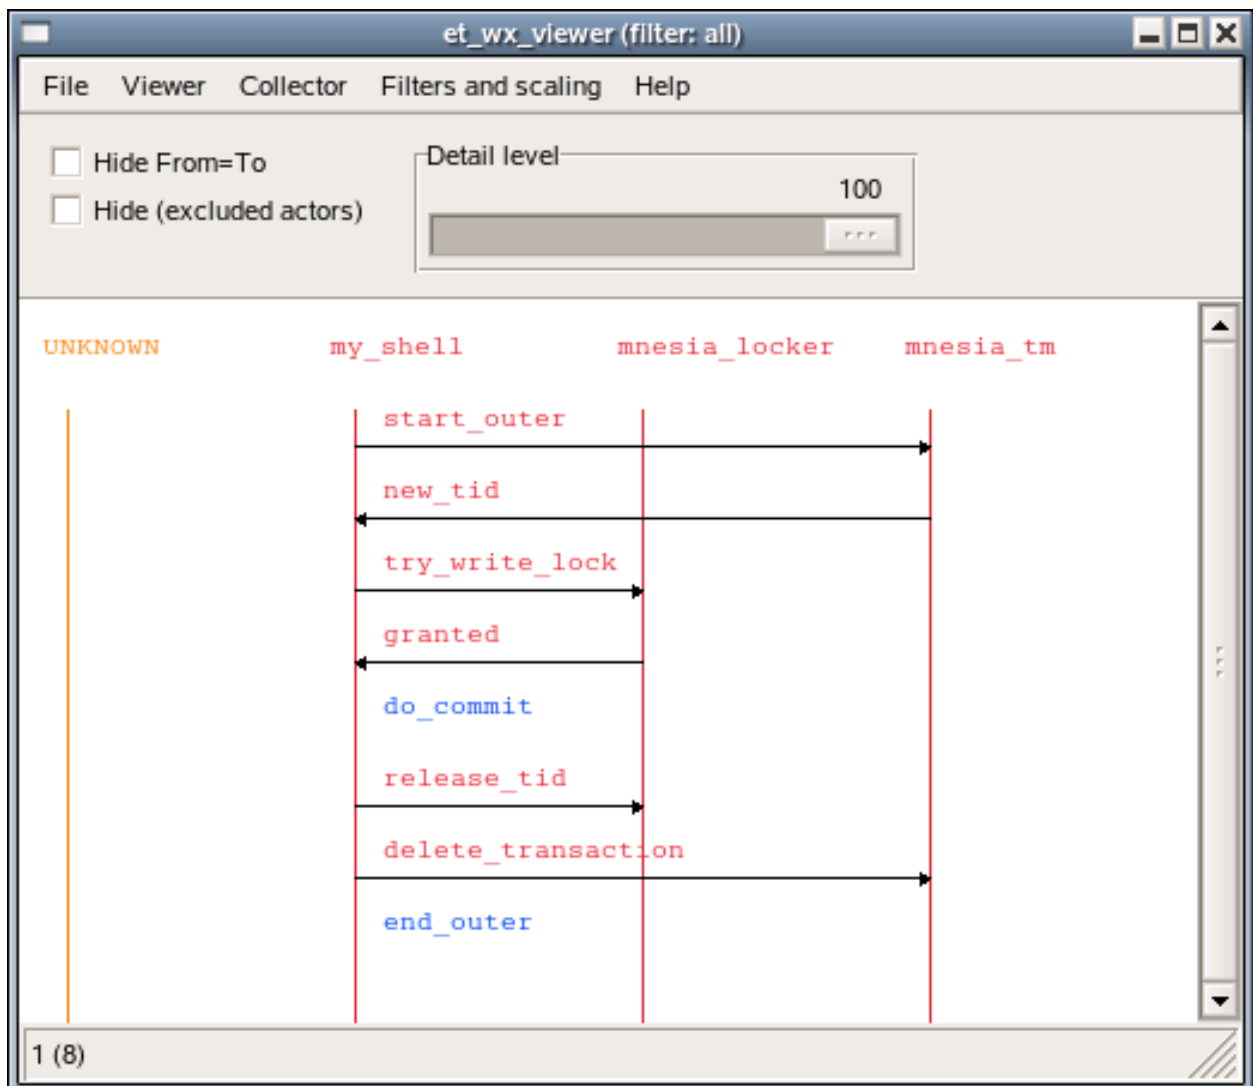 et_wx_viewer (filter: all)
File Viewer Collector Filters and scaling Help
Hide From=To
Hide (excluded actors)
Detail level
100
UNKNOWN my_shell mnesia_locker mnesia_tm
start_outer
new_tid
try_write_lock
granted
do_commit
release_tid
delete_transaction
end_outer
1 (8)